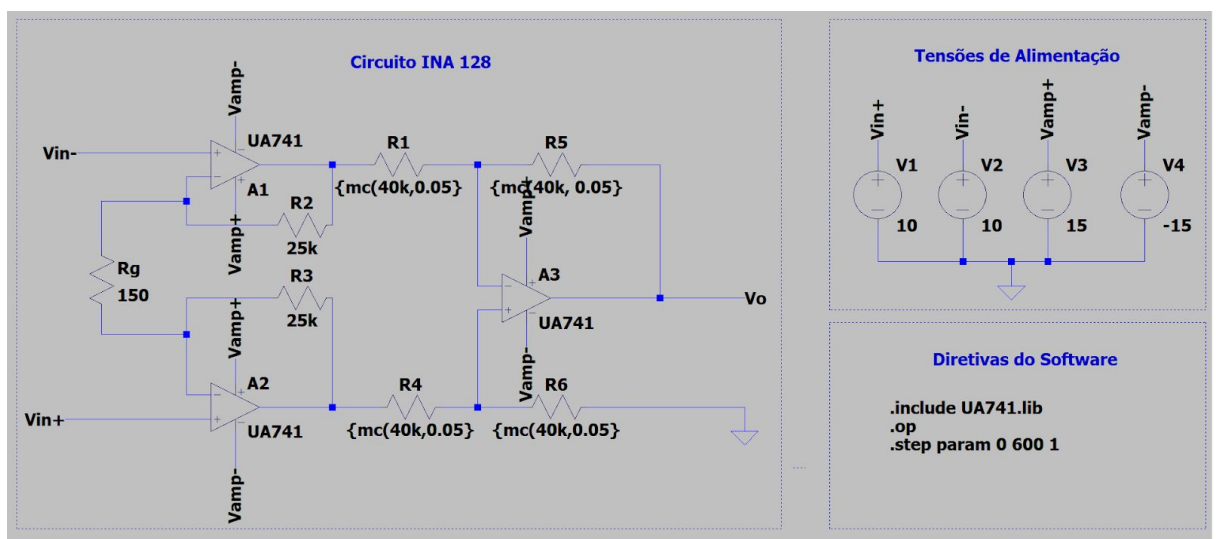 Circuito INA 128
Vamp-
UA741
Vin-
A1
Vamp+
R1
{mc(40k,0.05}
R5
{mc(40k, 0.05}
R2
25k
Rg
150
R3
25k
Vamp+
Vamp+
A3
UA741
Vamp-
Vo
A2
UA741
Vin+
Vamp-
R4
{mc(40k,0.05}
R6
{mc(40k,0.05}
Tensões de Alimentação
Vin+
V1
10
Vin-
V2
10
Vamp+
V3
15
Vamp-
V4
-15
Diretivas do Software
.include UA741.lib
.op
.step param 0 600 1